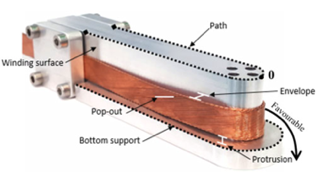 Path
Winding surface
0
Envelope
Favourable
Pop-out
Bottom support
Protrusion